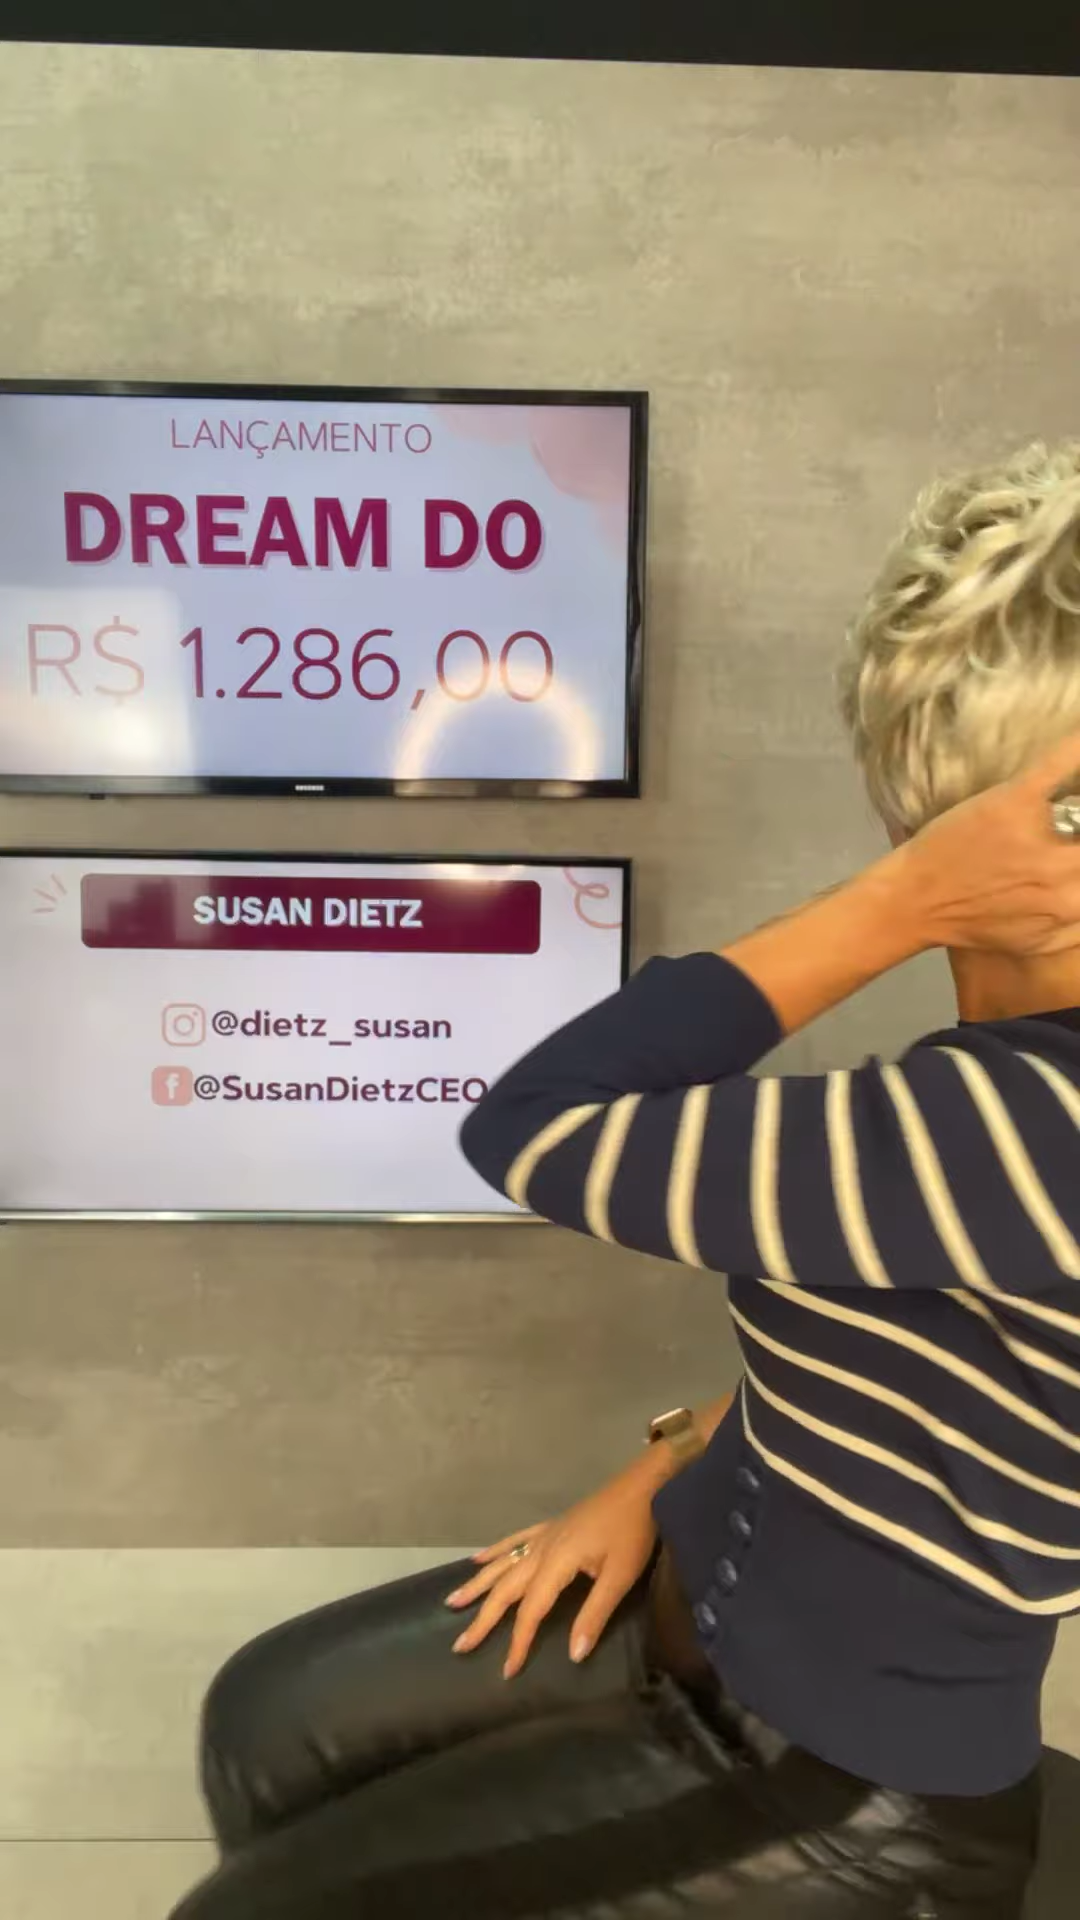 LANÇAMENTO
DREAM DO
R$ 1.286,00
SUSAN DIETZ
@dietz_susan
@SusanDietzCEO